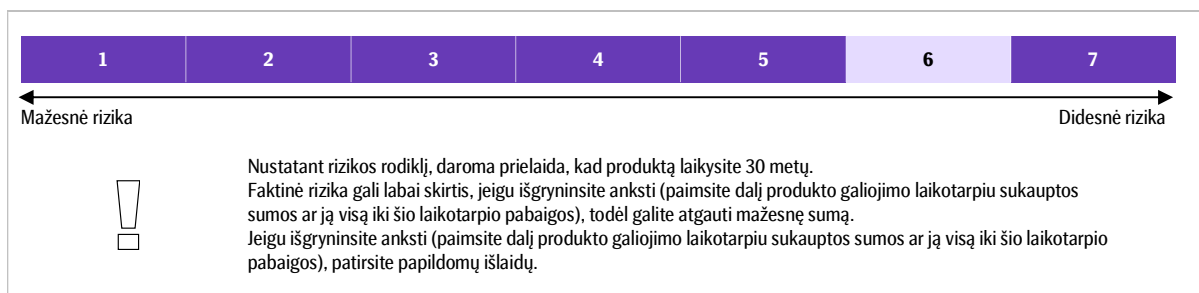 1 2 3 4 5 6 7
Mažesnė rizika Didesnė rizika
Nustatant rizikos rodiklį, daroma prielaida, kad produktą laikysite 30 metų.
Faktinė rizika gali labai skirtis, jeigu išgryninsite anksti (paimsite dalį produkto galiojimo laikotarpiu sukauptos
sumos ar ją visą iki šio laikotarpio pabaigos), todėl galite atgauti mažesnę sumą.
Jeigu išgryninsite anksti (paimsite dalį produkto galiojimo laikotarpiu sukauptos sumos ar ją visą iki šio laikotarpio
pabaigos), patirsite papildomų išlaidų.